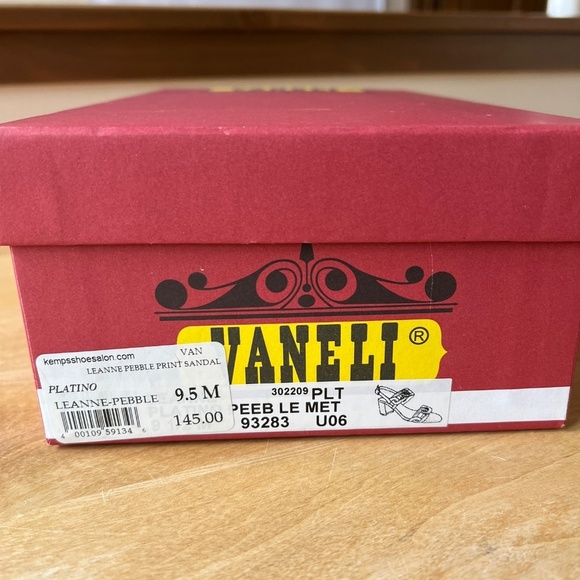 VANELI ®
kempsshoesalon.com VAN
LEANNE PEBBLE PRINT SANDAL
PLATINO 9.5 M
LEANNE-PEBBLE
145.00
4 00109 59134
302209 PLT
PEEB LE MET
93283 U06